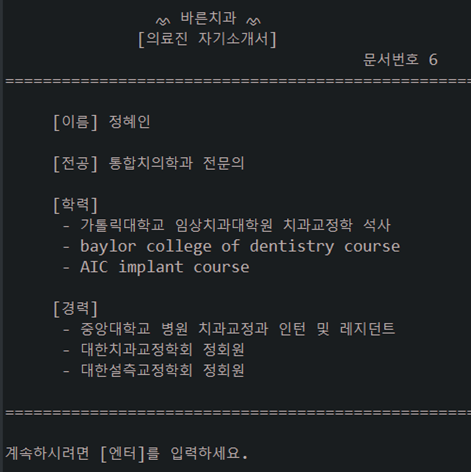 바른치과
[의료진 자기소개서]
문서번호 6
==================================================
[이름] 정혜인
[전공] 통합치의학과 전문의
[학력]
- 가톨릭대학교 임상치과대학원 치과교정학 석사
- baylor college of dentistry course
- AIC implant course
[경력]
- 중앙대학교 병원 치과교정과 인턴 및 레지던트
- 대한치과교정학회 정회원
- 대한설측교정학회 정회원
==================================================
계속하시려면 [엔터]를 입력하세요.